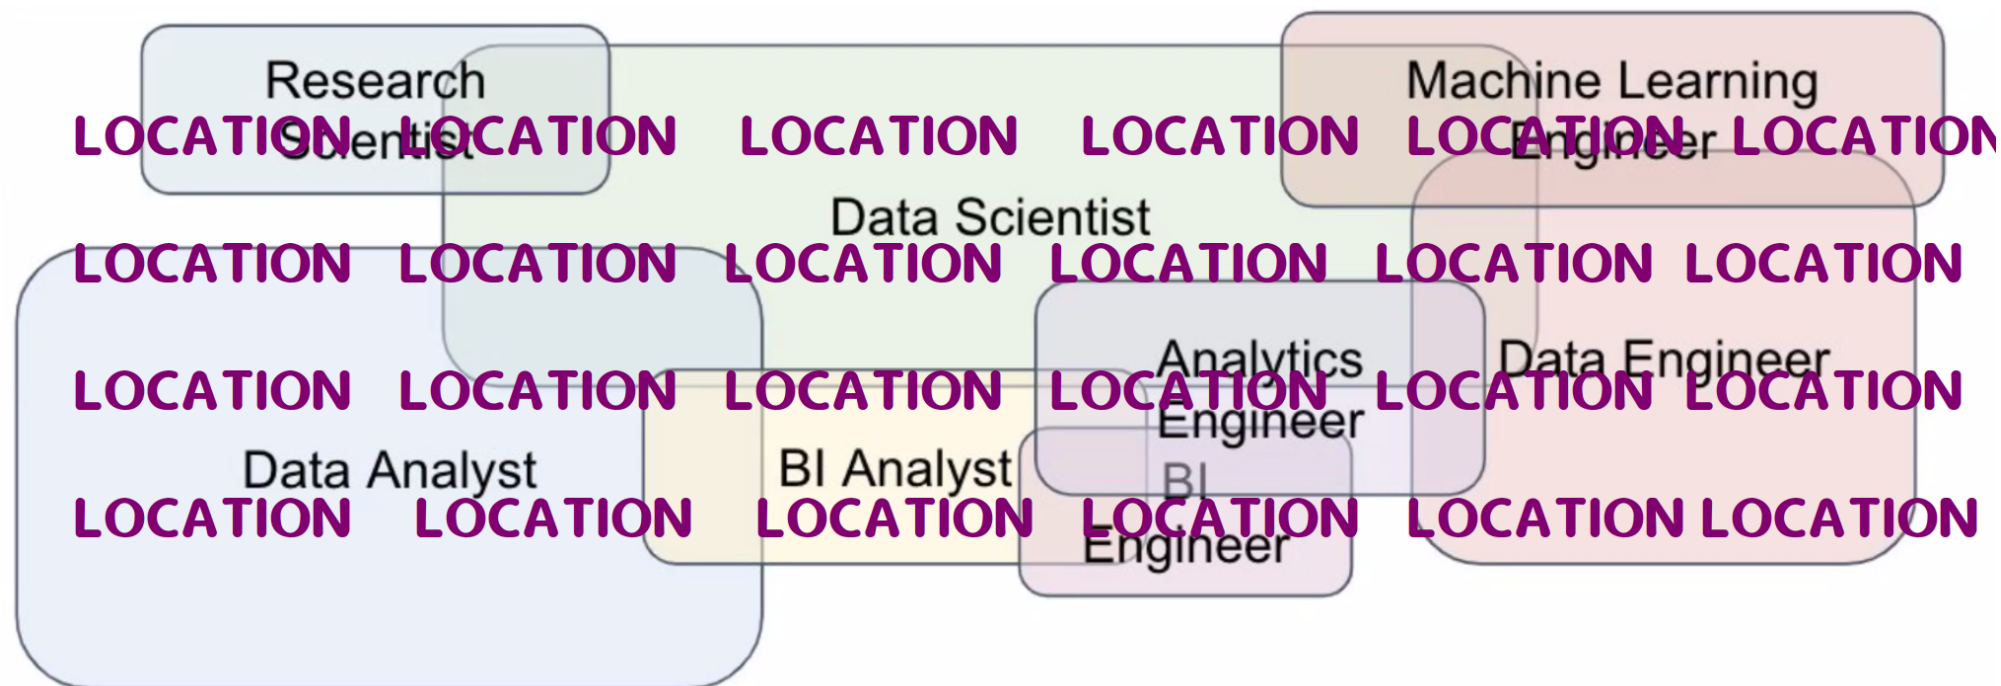 Research
Scientist
Machine Learning
Engineer
LOCATION LOCATION LOCATION LOCATION LOCATION LOCATION
Data Scientist
LOCATION LOCATION LOCATION LOCATION LOCATION LOCATION
Analytics
Engineer
Data Engineer
LOCATION LOCATION LOCATION LOCATION LOCATION LOCATION
Data Analyst
BI Analyst
BI
Engineer
LOCATION LOCATION LOCATION LOCATION LOCATION LOCATION